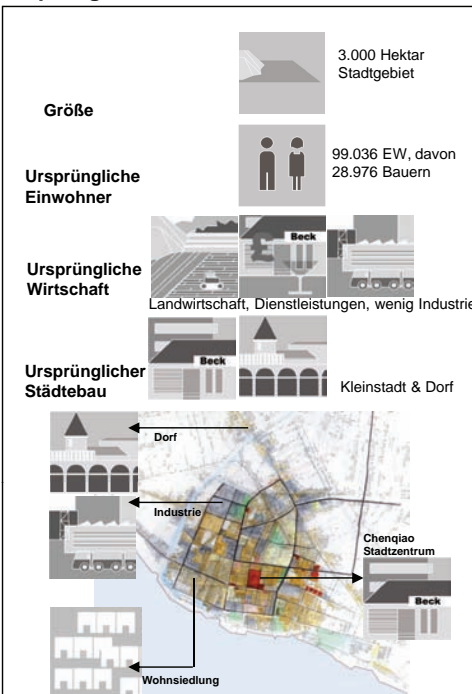 3.000 Hektar
Stadtgebiet
Größe
99.036 EW, davon
28.976 Bauern
Ursprüngliche
Einwohner
Beck
Ursprüngliche
Wirtschaft
Landwirtschaft, Dienstleistungen, wenig Industrie
Beck
Ursprünglicher
Städtebau
Kleinstadt & Dorf
Dorf
Industrie
Chenqiao
Stadtzentrum
Beck
Wohnsiedlung